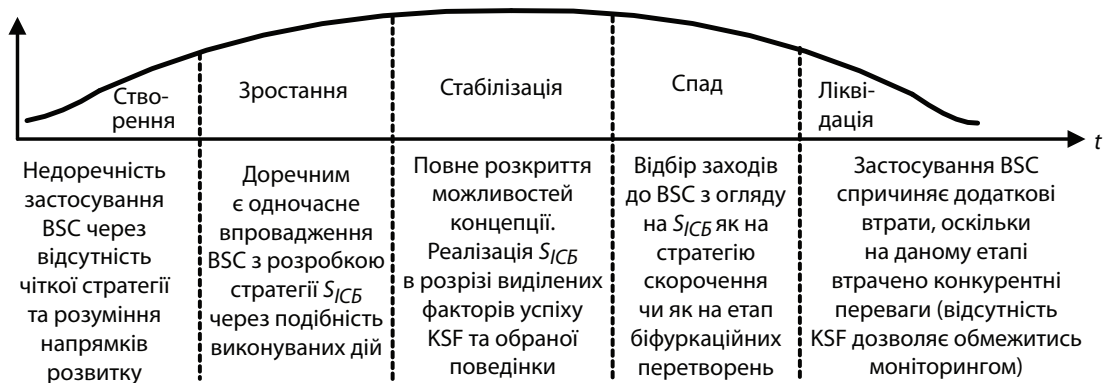 Ство-
рення
Зростання
Стабілізація
Спад
Лікві-
дація
t
Недоречність
застосування
BSC через
відсутність
чіткої стратегії
та розуміння
напрямків
розвитку
Доречним
є одночасне
впровадження
BSC з розробкою
стратегії SІСБ
через подібність
виконуваних дій
Повне розкриття
можливостей
концепції.
Реалізація SІСБ
в розрізі виділених
факторів успіху
KSF та обраної
поведінки
Відбір заходів
до BSC з огляду
на SІСБ як на
стратегію
скорочення
чи як на етап
біфуркаційних
перетворень
Застосування BSC
спричиняє додаткові
втрати, оскільки
на даному етапі
втрачено конкурентні
переваги (відсутність
KSF дозволяє обмежитись
моніторингом)